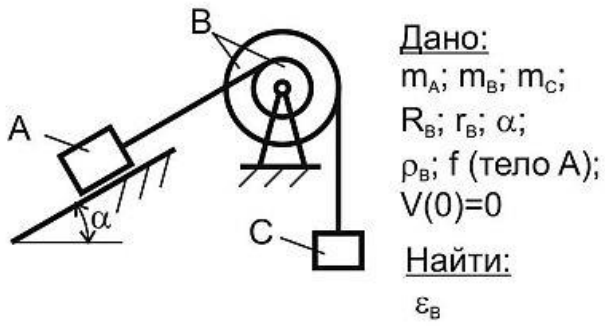 B
A
α
C
Дано:
m_A; m_B; m_C;
R_B; r_B; α;
ρ_B; f (тело А);
V(0)=0
Найти:
ε_B